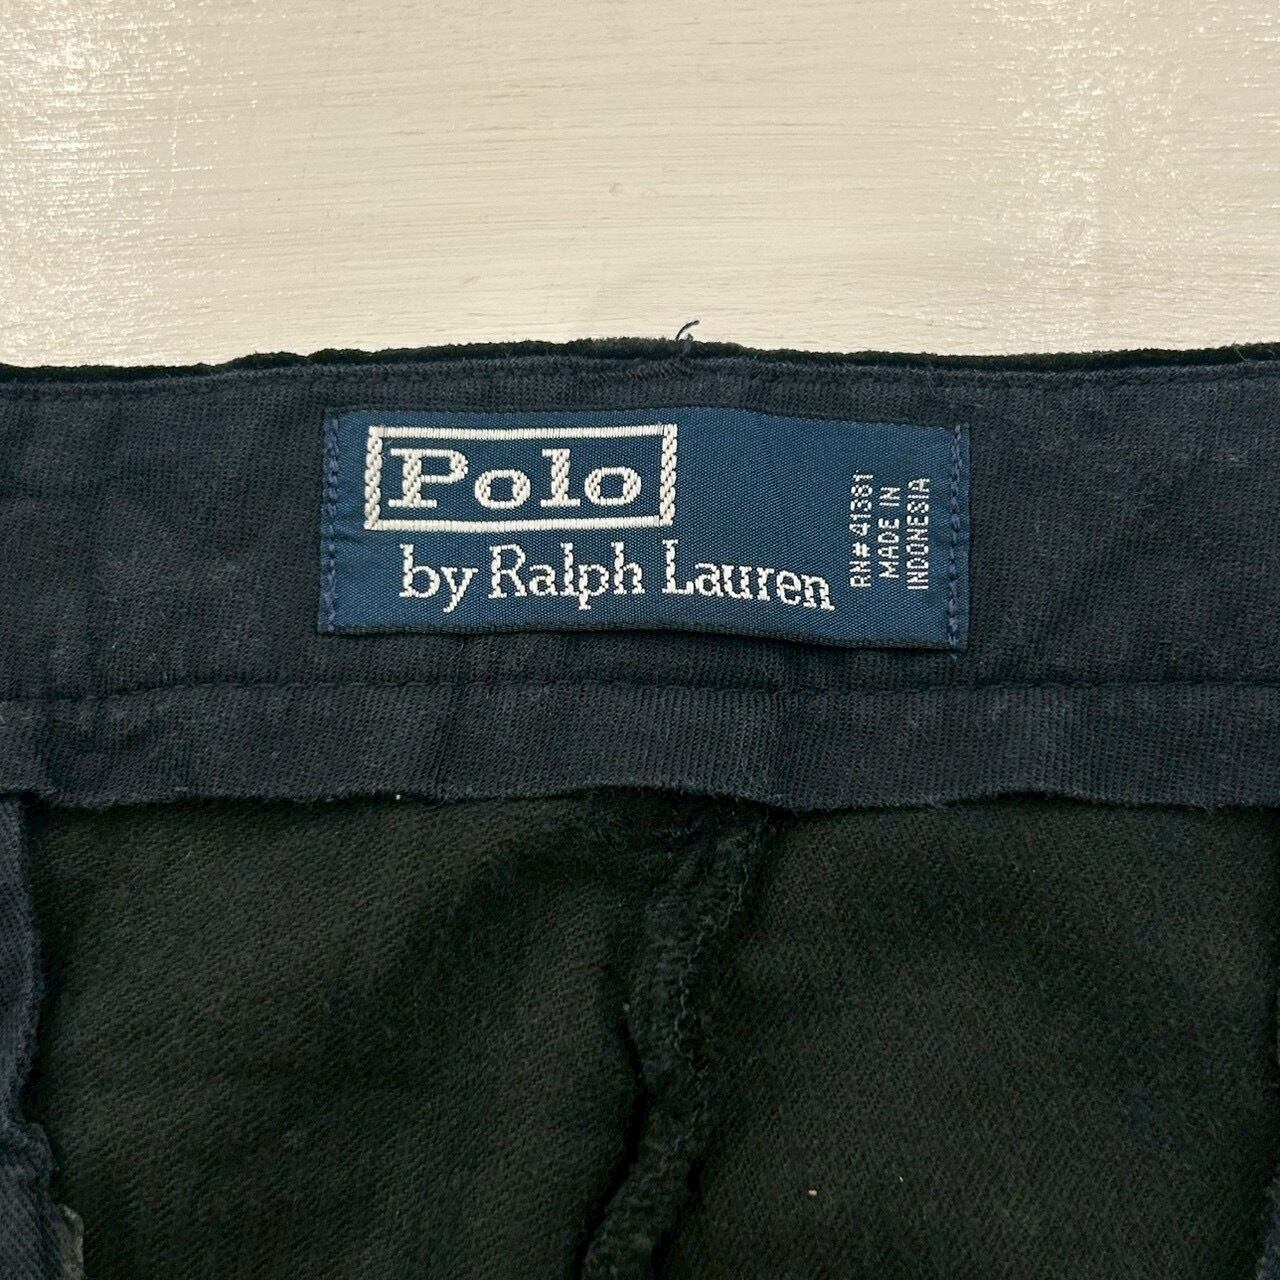 Polo
by Ralph Lauren
RN# 41381
MADE IN
INDONESIA